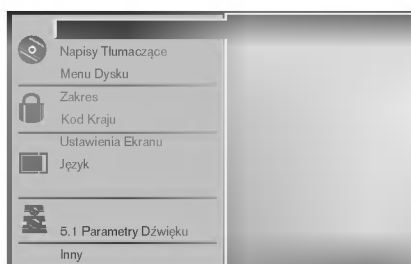 Napisy Tłumaczące
Menu Dysku
Zakres
Kod Kraju
Ustawienia Ekranu
Język
5.1 Parametry Dźwięku
Inny